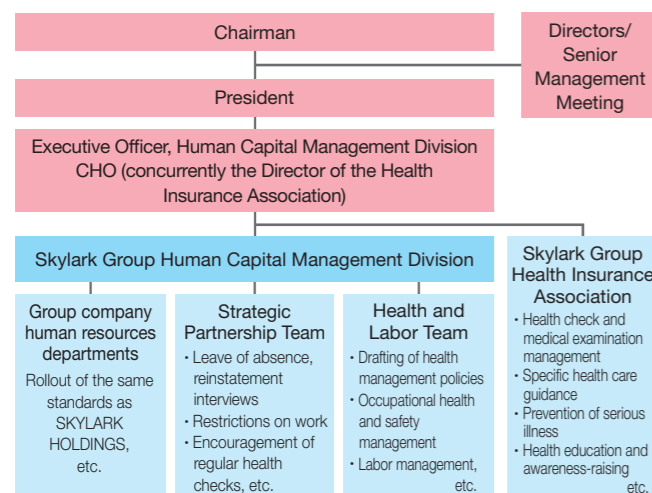 Chairman
Directors/
Senior
Management
Meeting
President
Executive Officer, Human Capital Management Division
CHO (concurrently the Director of the Health
Insurance Association)
Skylark Group Human Capital Management Division
Group company
human resources
departments
Rollout of the same
standards as
SKYLARK
HOLDINGS,
etc.
Strategic
Partnership Team
・Leave of absence,
reinstatement
interviews
・Restrictions on work
・Encouragement of
regular health
checks, etc.
Health and
Labor Team
・Drafting of health
management policies
・Occupational health
and safety
management
・Labor management,
etc.
Skylark Group
Health Insurance
Association
・Health check and
medical examination
management
・Specific health care
guidance
・Prevention of serious
illness
・Health education and
awareness-raising
etc.